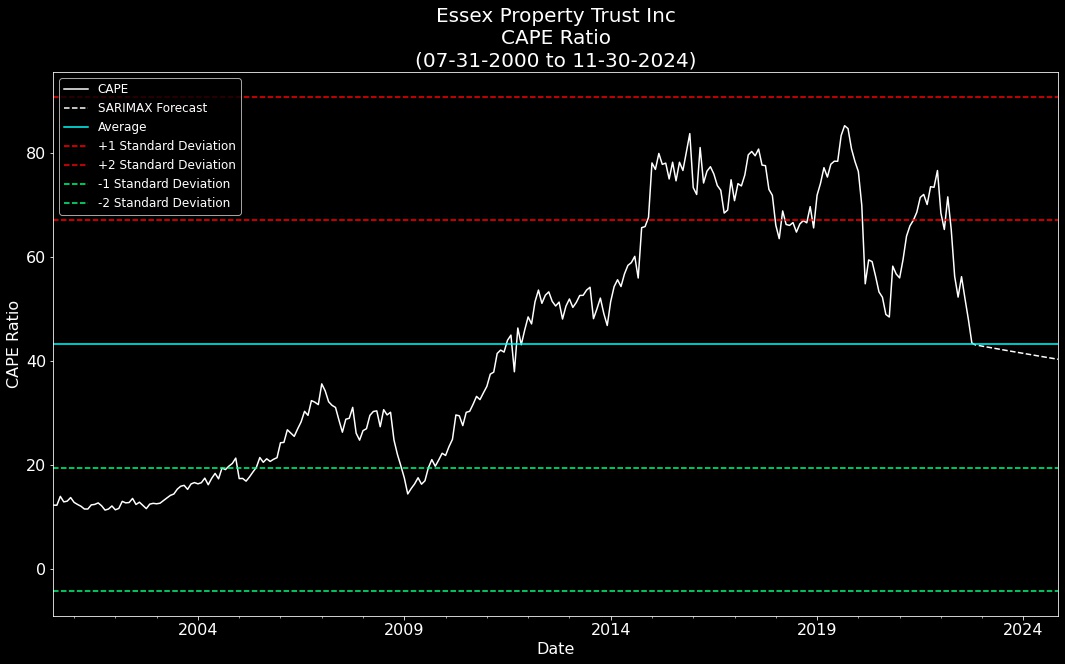 Essex Property Trust Inc
CAPE Ratio
(07-31-2000 to 11-30-2024)
CAPE
SARIMAX Forecast
Average
+1 Standard Deviation
+2 Standard Deviation
-1 Standard Deviation
-2 Standard Deviation
80
60
40
20
0
CAPE Ratio
2004 2009 2014 2019 2024
Date